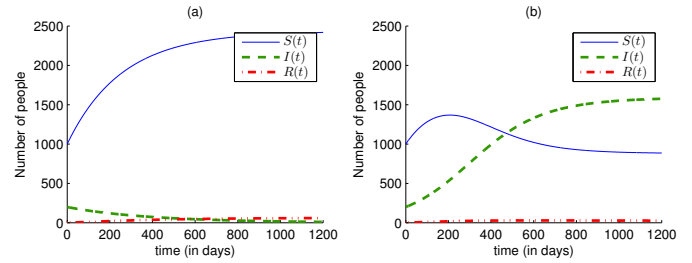 (a)
Number of people
2500
2000
1500
1000
500
0
0 200 400 600 800 1000 1200
time (in days)
S(t)
I(t)
R(t)
(b)
Number of people
2500
2000
1500
1000
500
0
0 200 400 600 800 1000 1200
time (in days)
S(t)
I(t)
R(t)